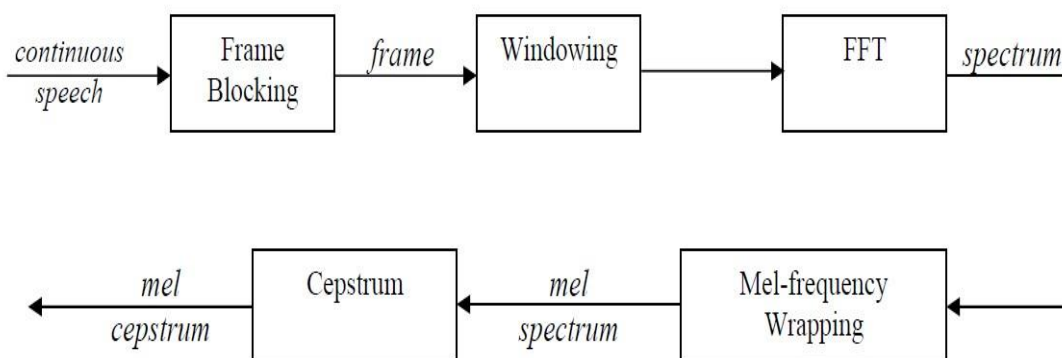 continuous
speech
Frame
Blocking
frame
Windowing
FFT
spectrum
mel
cepstrum
Cepstrum
mel
spectrum
Mel-frequency
Wrapping